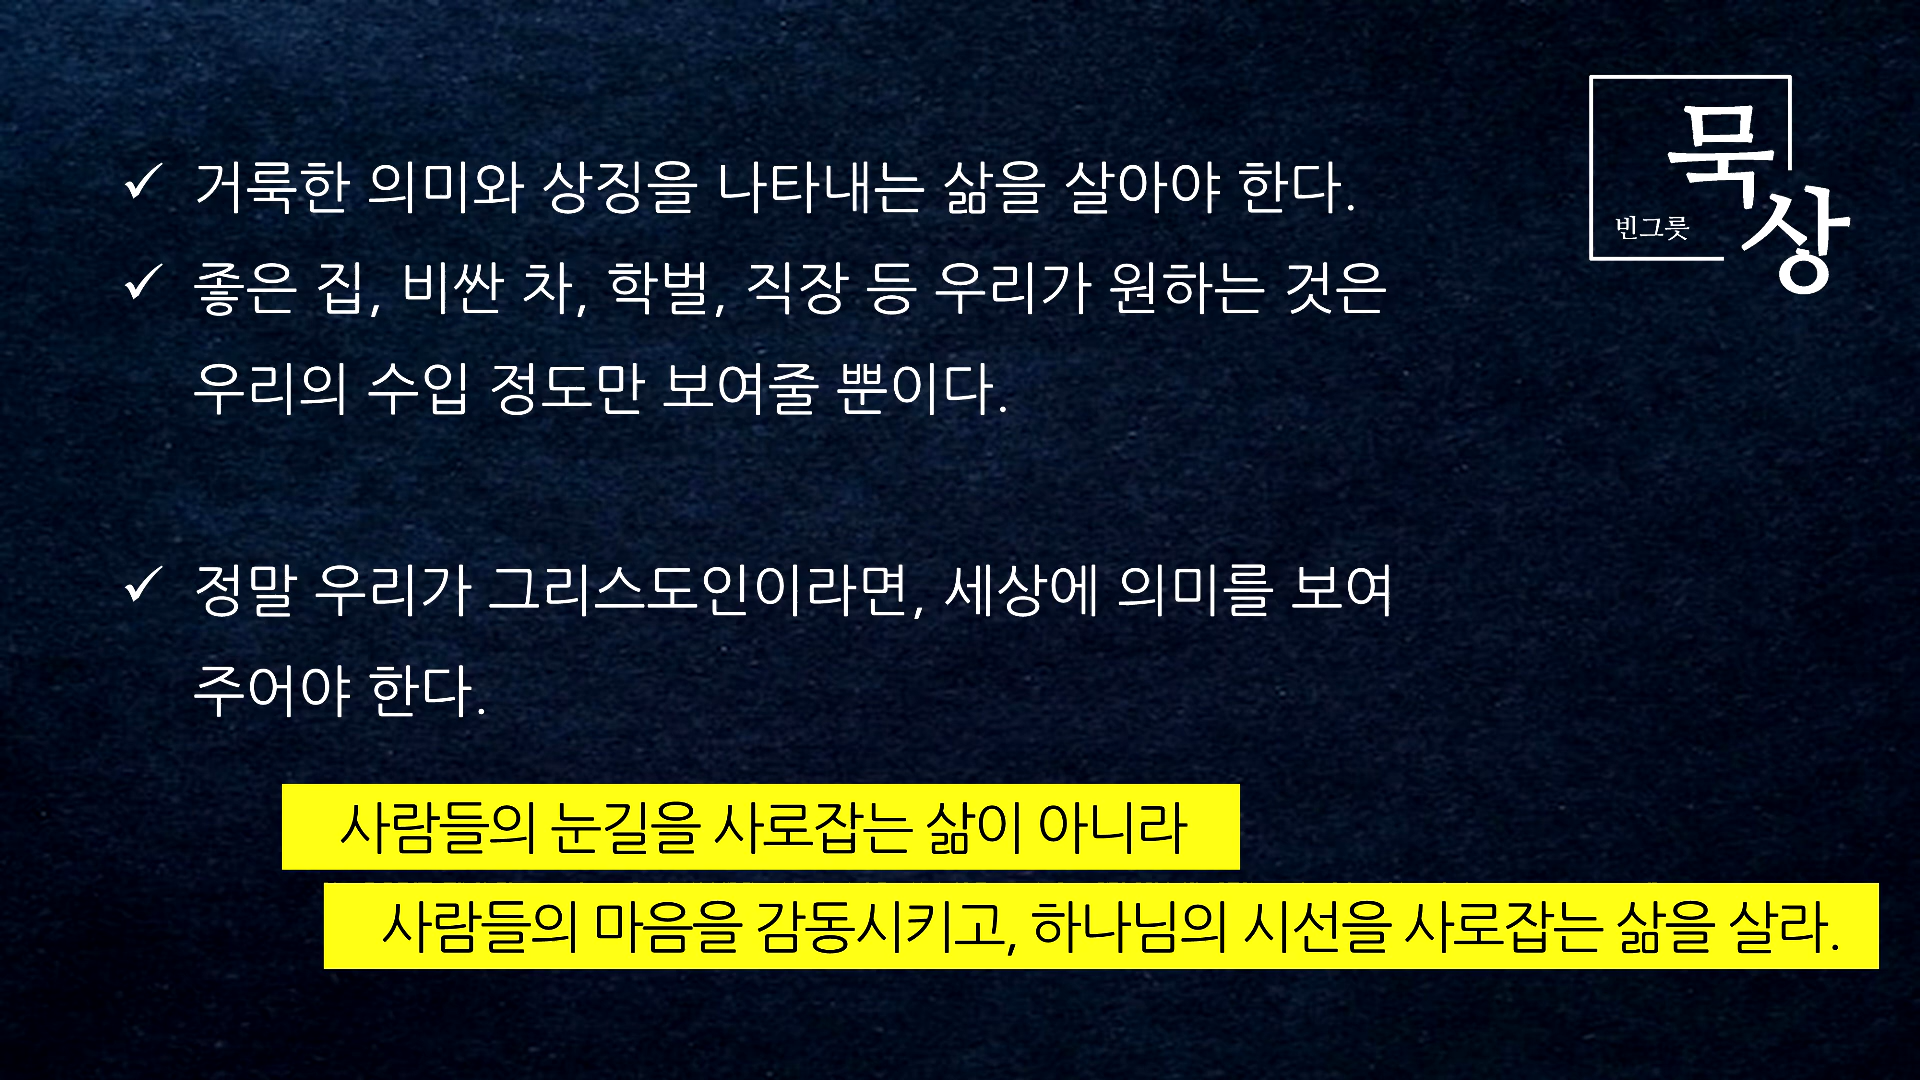 묵상
빈그릇
✓ 거룩한 의미와 상징을 나타내는 삶을 살아야 한다.
✓ 좋은 집, 비싼 차, 학벌, 직장 등 우리가 원하는 것은
우리의 수입 정도만 보여줄 뿐이다.
✓ 정말 우리가 그리스도인이라면, 세상에 의미를 보여
주어야 한다.
사람들의 눈길을 사로잡는 삶이 아니라
사람들의 마음을 감동시키고, 하나님의 시선을 사로잡는 삶을 살라.